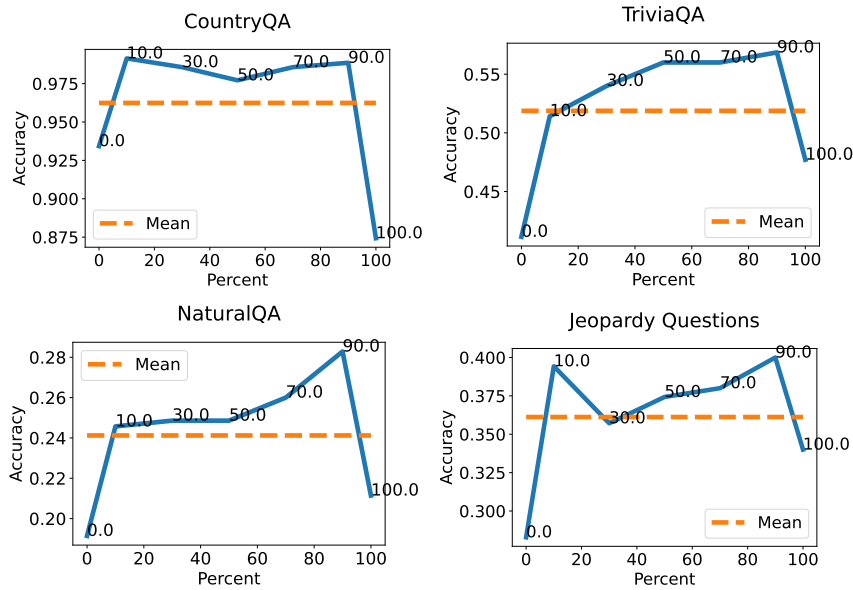 CountryQA
10.0
30.0
50.0
70.0
90.0
0.0
100.0
0.975
0.950
0.925
0.900
0.875
Accuracy
Mean
0 20 40 60 80 100
Percent
TriviaQA
90.0
50.0
70.0
30.0
10.0
100.0
0.0
0.55
0.50
0.45
Accuracy
Mean
0 20 40 60 80 100
Percent
NaturalQA
90.0
70.0
10.0
30.0
50.0
100.0
0.0
0.28
0.26
0.24
0.22
0.20
Accuracy
Mean
0 20 40 60 80 100
Percent
Jeopardy Questions
90.0
10.0
70.0
50.0
30.0
100.0
0.0
0.400
0.375
0.350
0.325
0.300
Accuracy
Mean
0 20 40 60 80 100
Percent